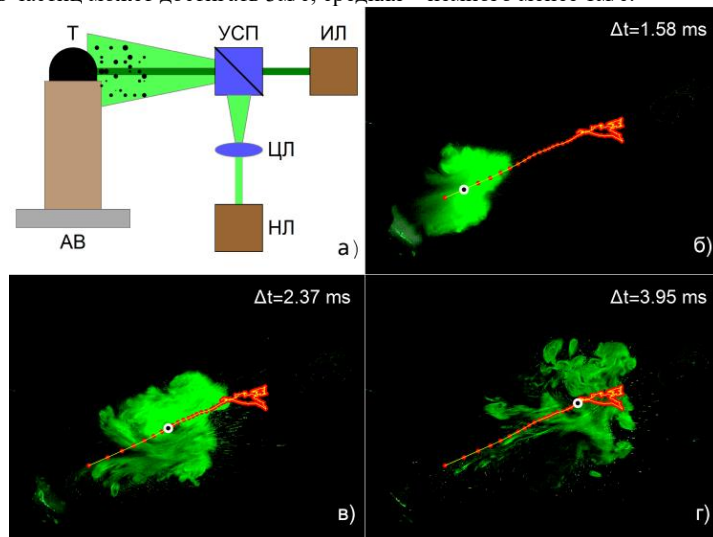 Т
УСП
ИЛ
Δt=1.58 ms
ЦЛ
НЛ
АВ
а)
б)
Δt=2.37 ms
Δt=3.95 ms
в)
г)